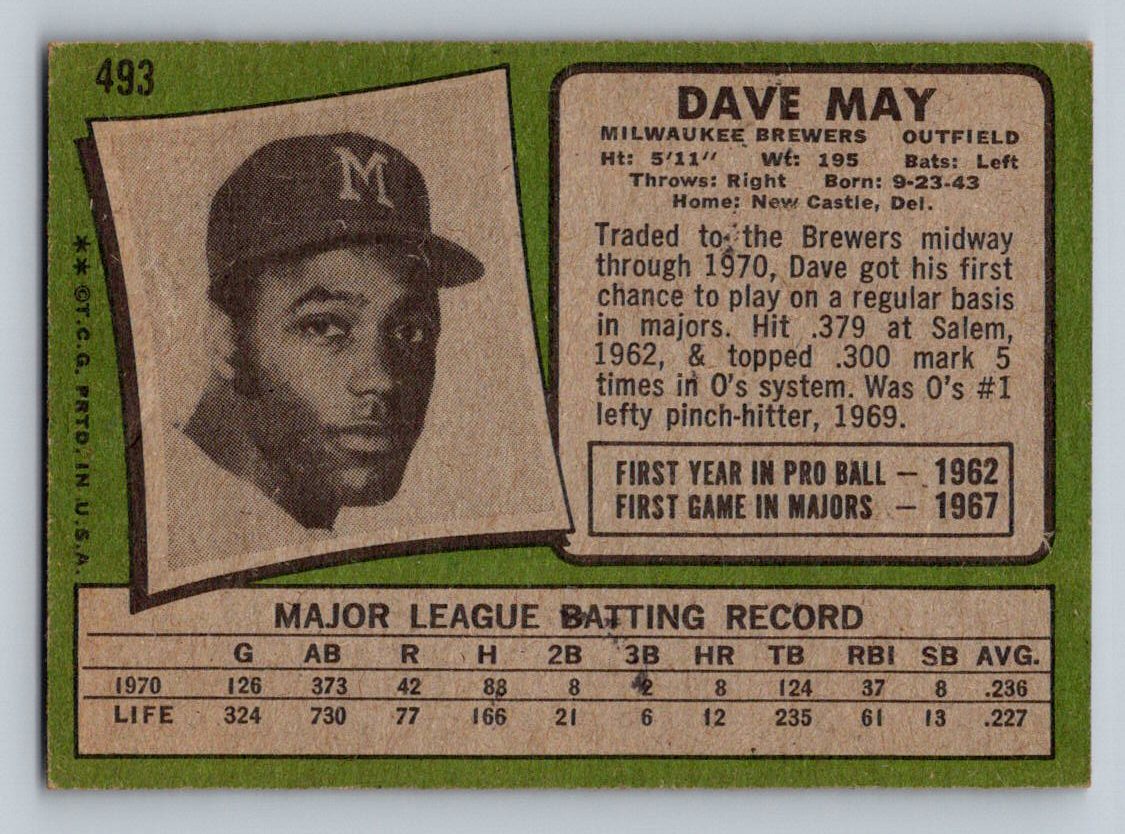 493
M
DAVE MAY
MILWAUKEE BREWERS OUTFIELD
Ht: 5'11" Wt: 195 Bats: Left
Throws: Right Born: 9-23-43
Home: New Castle, Del.
Traded to the Brewers midway
through 1970, Dave got his first
chance to play on a regular basis
in majors. Hit .379 at Salem,
1962, & topped .300 mark 5
times in O's system. Was O's #1
lefty pinch-hitter, 1969.
FIRST YEAR IN PRO BALL — 1962
FIRST GAME IN MAJORS — 1967
**©T.C.G. PRTD. IN U.S.A.
MAJOR LEAGUE BATTING RECORD
G AB R H 2B 3B HR TB RBI SB AVG.
1970 126 373 42 88 8 2 8 124 37 8 .236
LIFE 324 730 77 166 21 6 12 235 61 13 .227